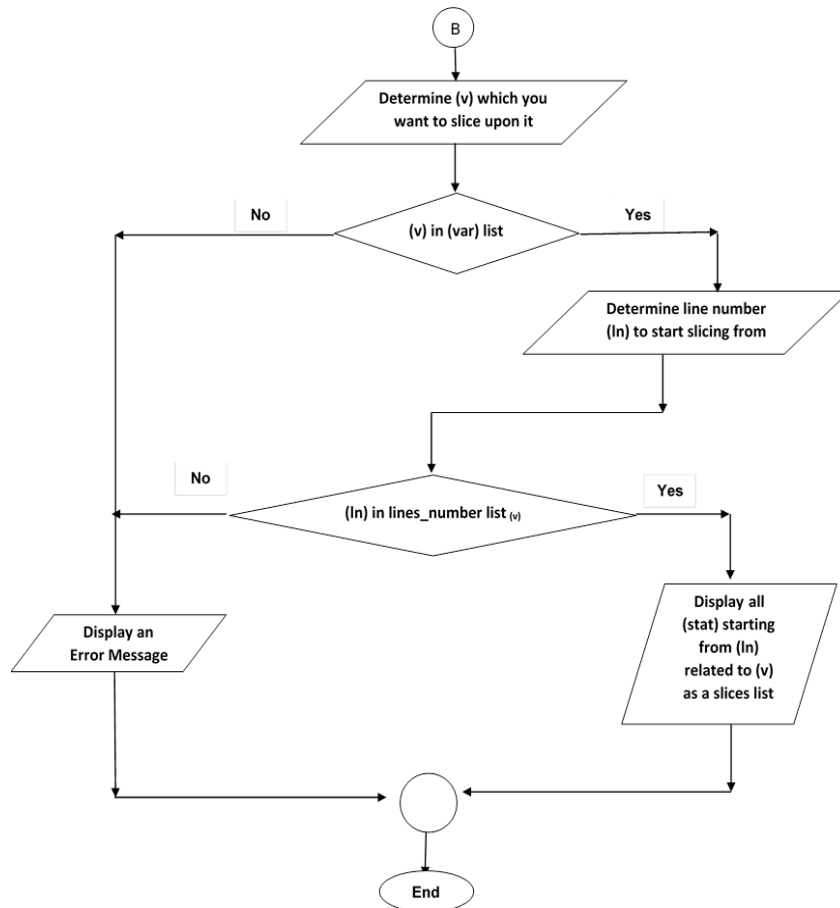 B
Determine (v) which you
want to slice upon it
No
Yes
(v) in (var) list
Determine line number
(ln) to start slicing from
No
Yes
(ln) in lines_number list (v)
Display all
(stat) starting
from (ln)
related to (v)
as a slices list
Display an
Error Message
End